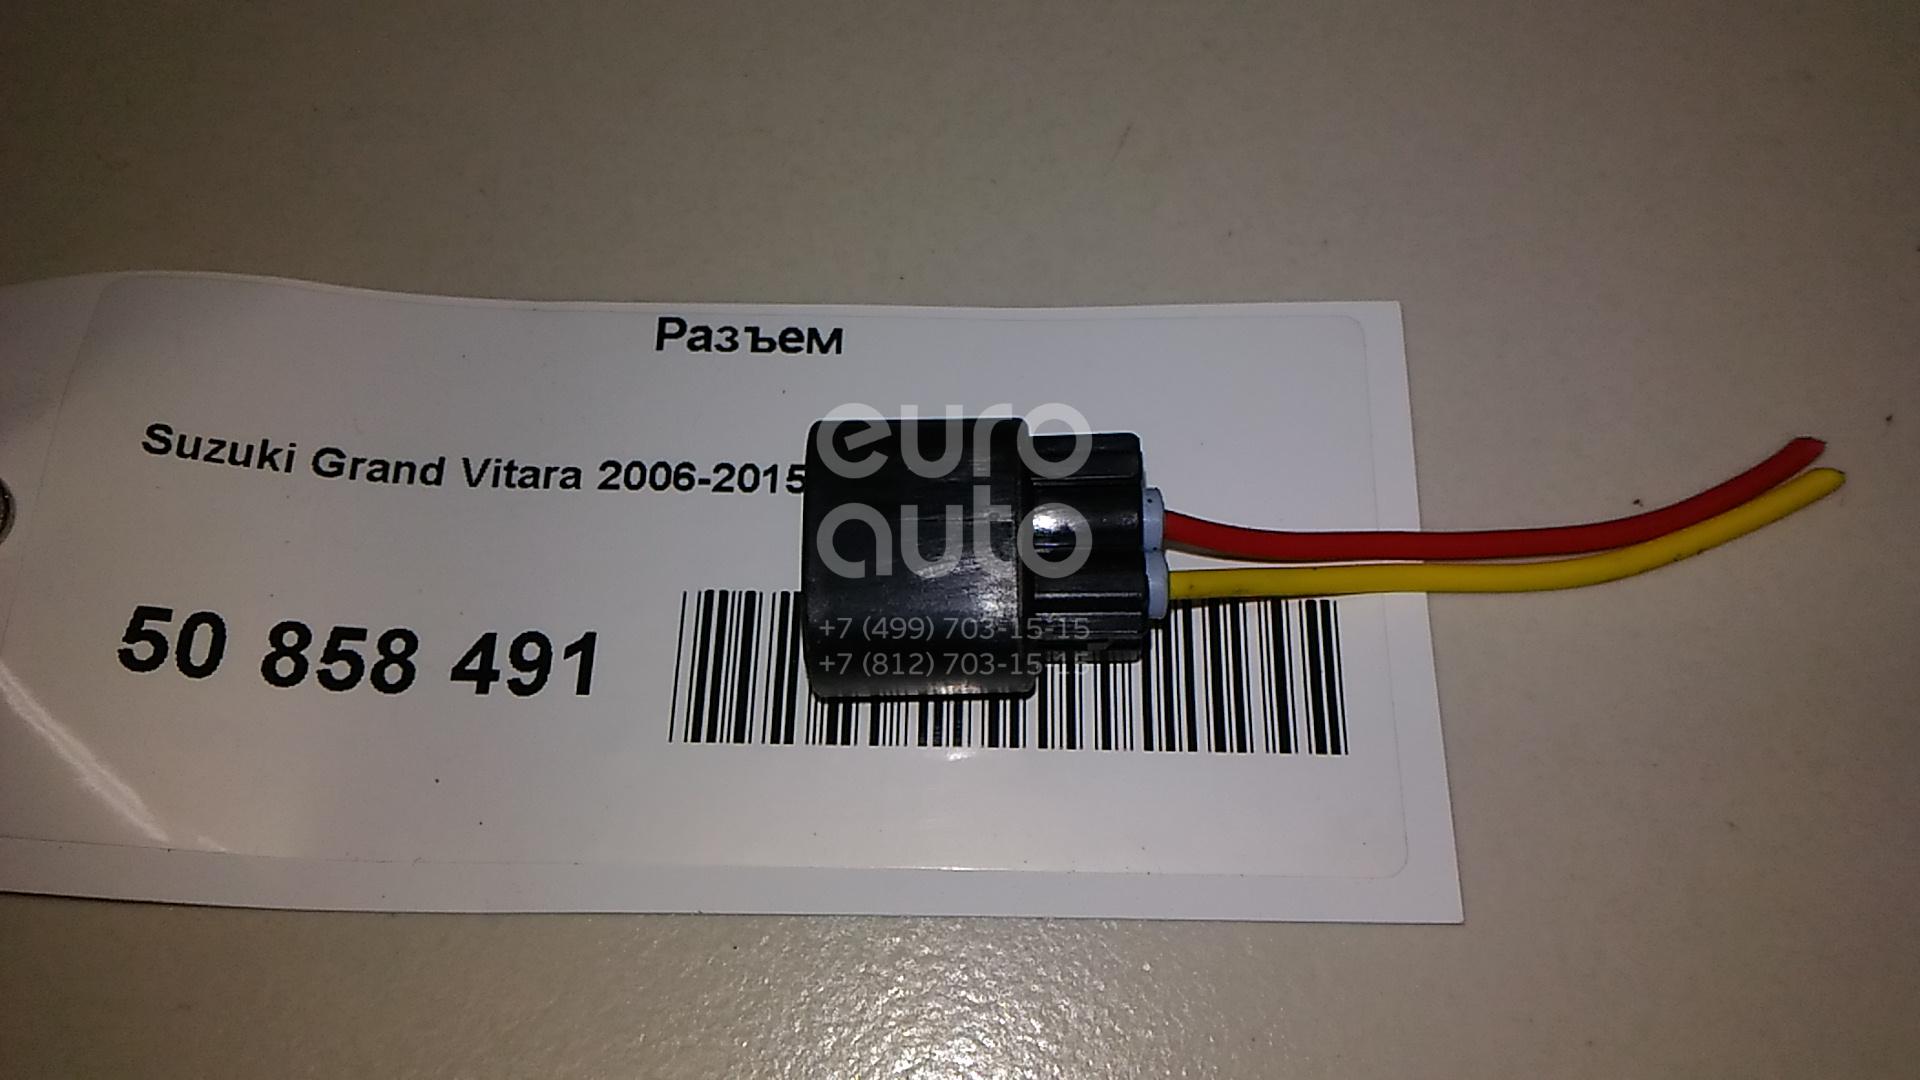 Разъем
Suzuki Grand Vitara 2006-2015
euro
auto
50 858 491
+7 (499) 703-15-15
+7 (812) 703-15-15